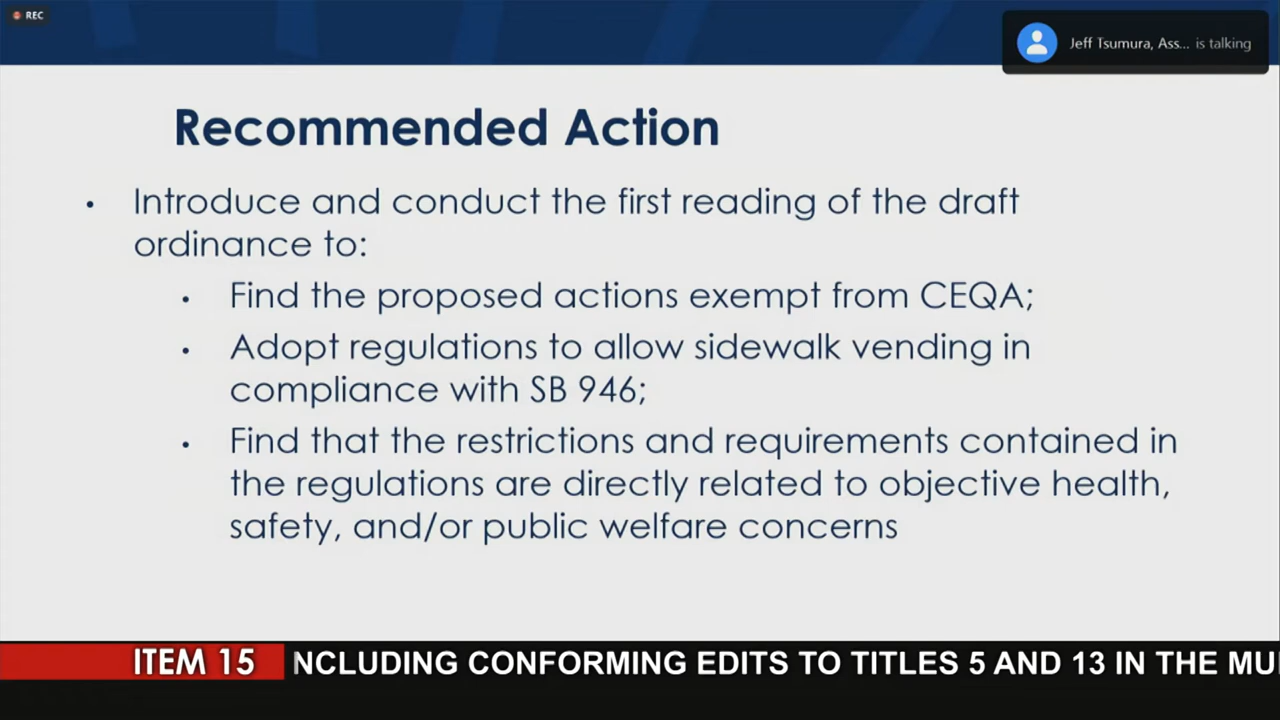 REC
Jeff Tsumura, Ass... is talking
Recommended Action
• Introduce and conduct the first reading of the draft
ordinance to:
• Find the proposed actions exempt from CEQA;
• Adopt regulations to allow sidewalk vending in
compliance with SB 946;
• Find that the restrictions and requirements contained in
the regulations are directly related to objective health,
safety, and/or public welfare concerns
ITEM 15 NCLUDING CONFORMING EDITS TO TITLES 5 AND 13 IN THE MU